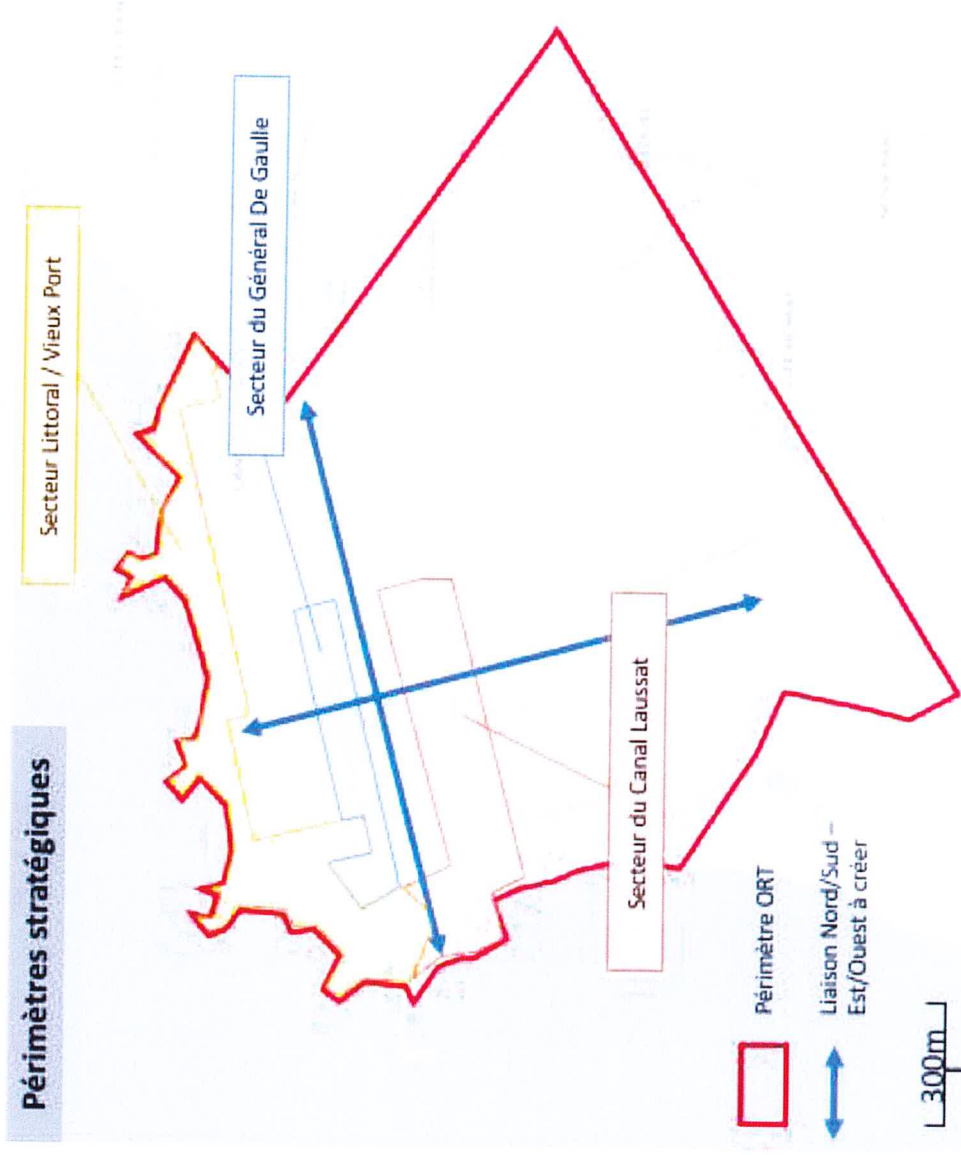 Périmètres stratégiques
Secteur Littoral / Vieux Port
Secteur du Général De Gaulle
Secteur du Canal Laussat
Périmètre ORT
Liaison Nord/Sud –
Est/Ouest à créer
300m